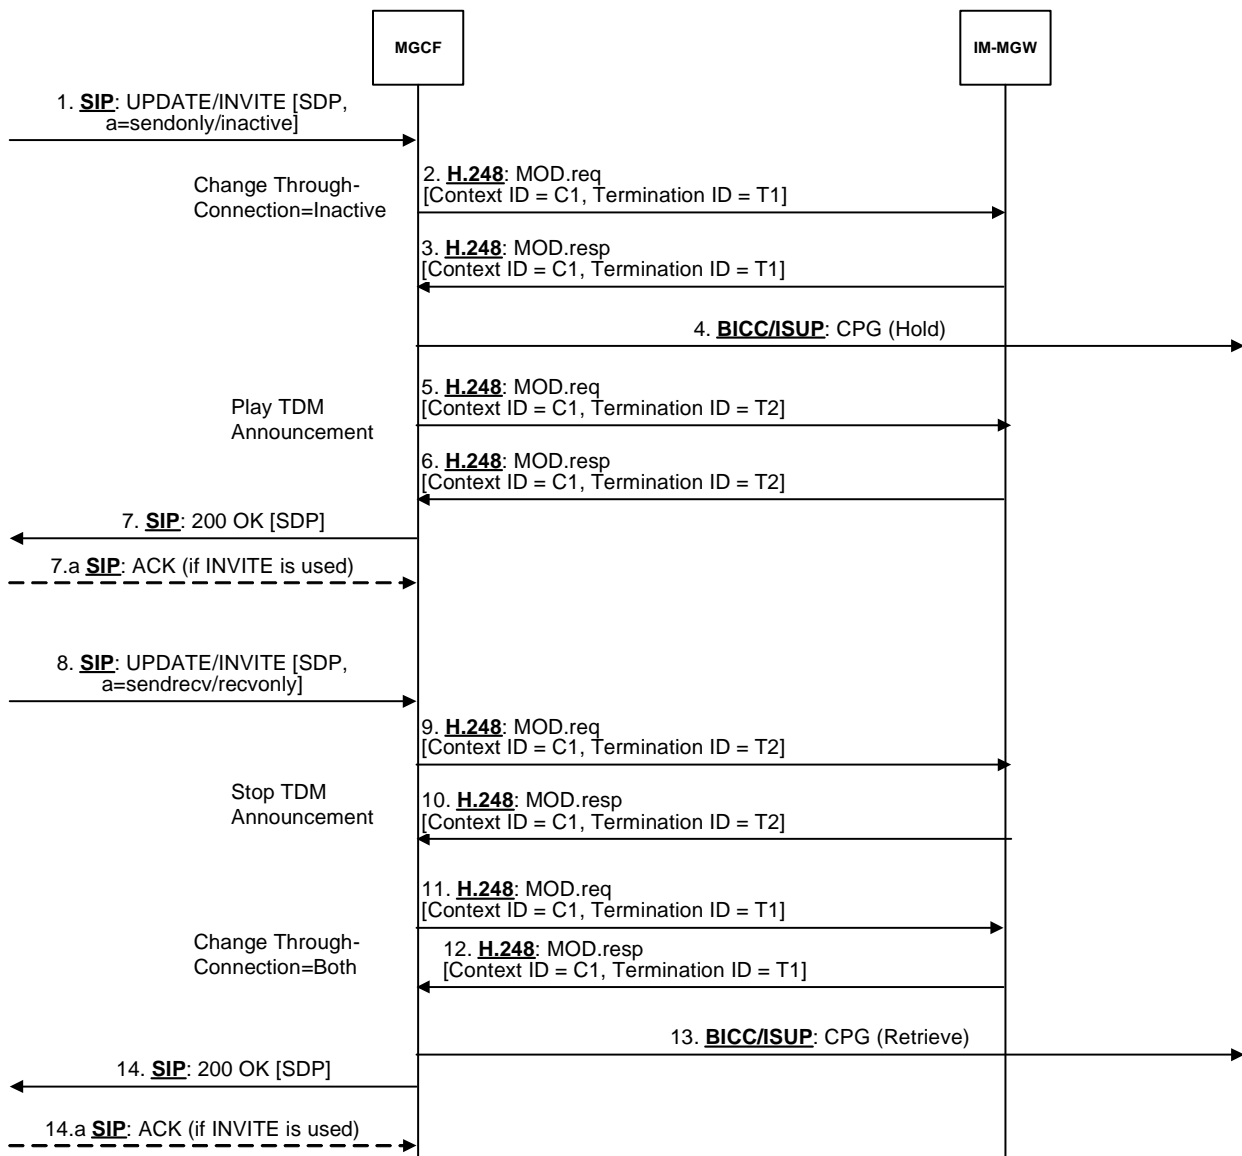 MGCF
IM-MGW
1. SIP: UPDATE/INVITE [SDP,
a=sendonly/inactive]
Change Through-
Connection=Inactive
2. H.248: MOD.req
[Context ID = C1, Termination ID = T1]
3. H.248: MOD.resp
[Context ID = C1, Termination ID = T1]
4. BICC/ISUP: CPG (Hold)
Play TDM
Announcement
5. H.248: MOD.req
[Context ID = C1, Termination ID = T2]
6. H.248: MOD.resp
[Context ID = C1, Termination ID = T2]
7. SIP: 200 OK [SDP]
7.a SIP: ACK (if INVITE is used)
8. SIP: UPDATE/INVITE [SDP,
a=sendrecv/recvonly]
9. H.248: MOD.req
[Context ID = C1, Termination ID = T2]
Stop TDM
Announcement
10. H.248: MOD.resp
[Context ID = C1, Termination ID = T2]
11. H.248: MOD.req
[Context ID = C1, Termination ID = T1]
Change Through-
Connection=Both
12. H.248: MOD.resp
[Context ID = C1, Termination ID = T1]
13. BICC/ISUP: CPG (Retrieve)
14. SIP: 200 OK [SDP]
14.a SIP: ACK (if INVITE is used)